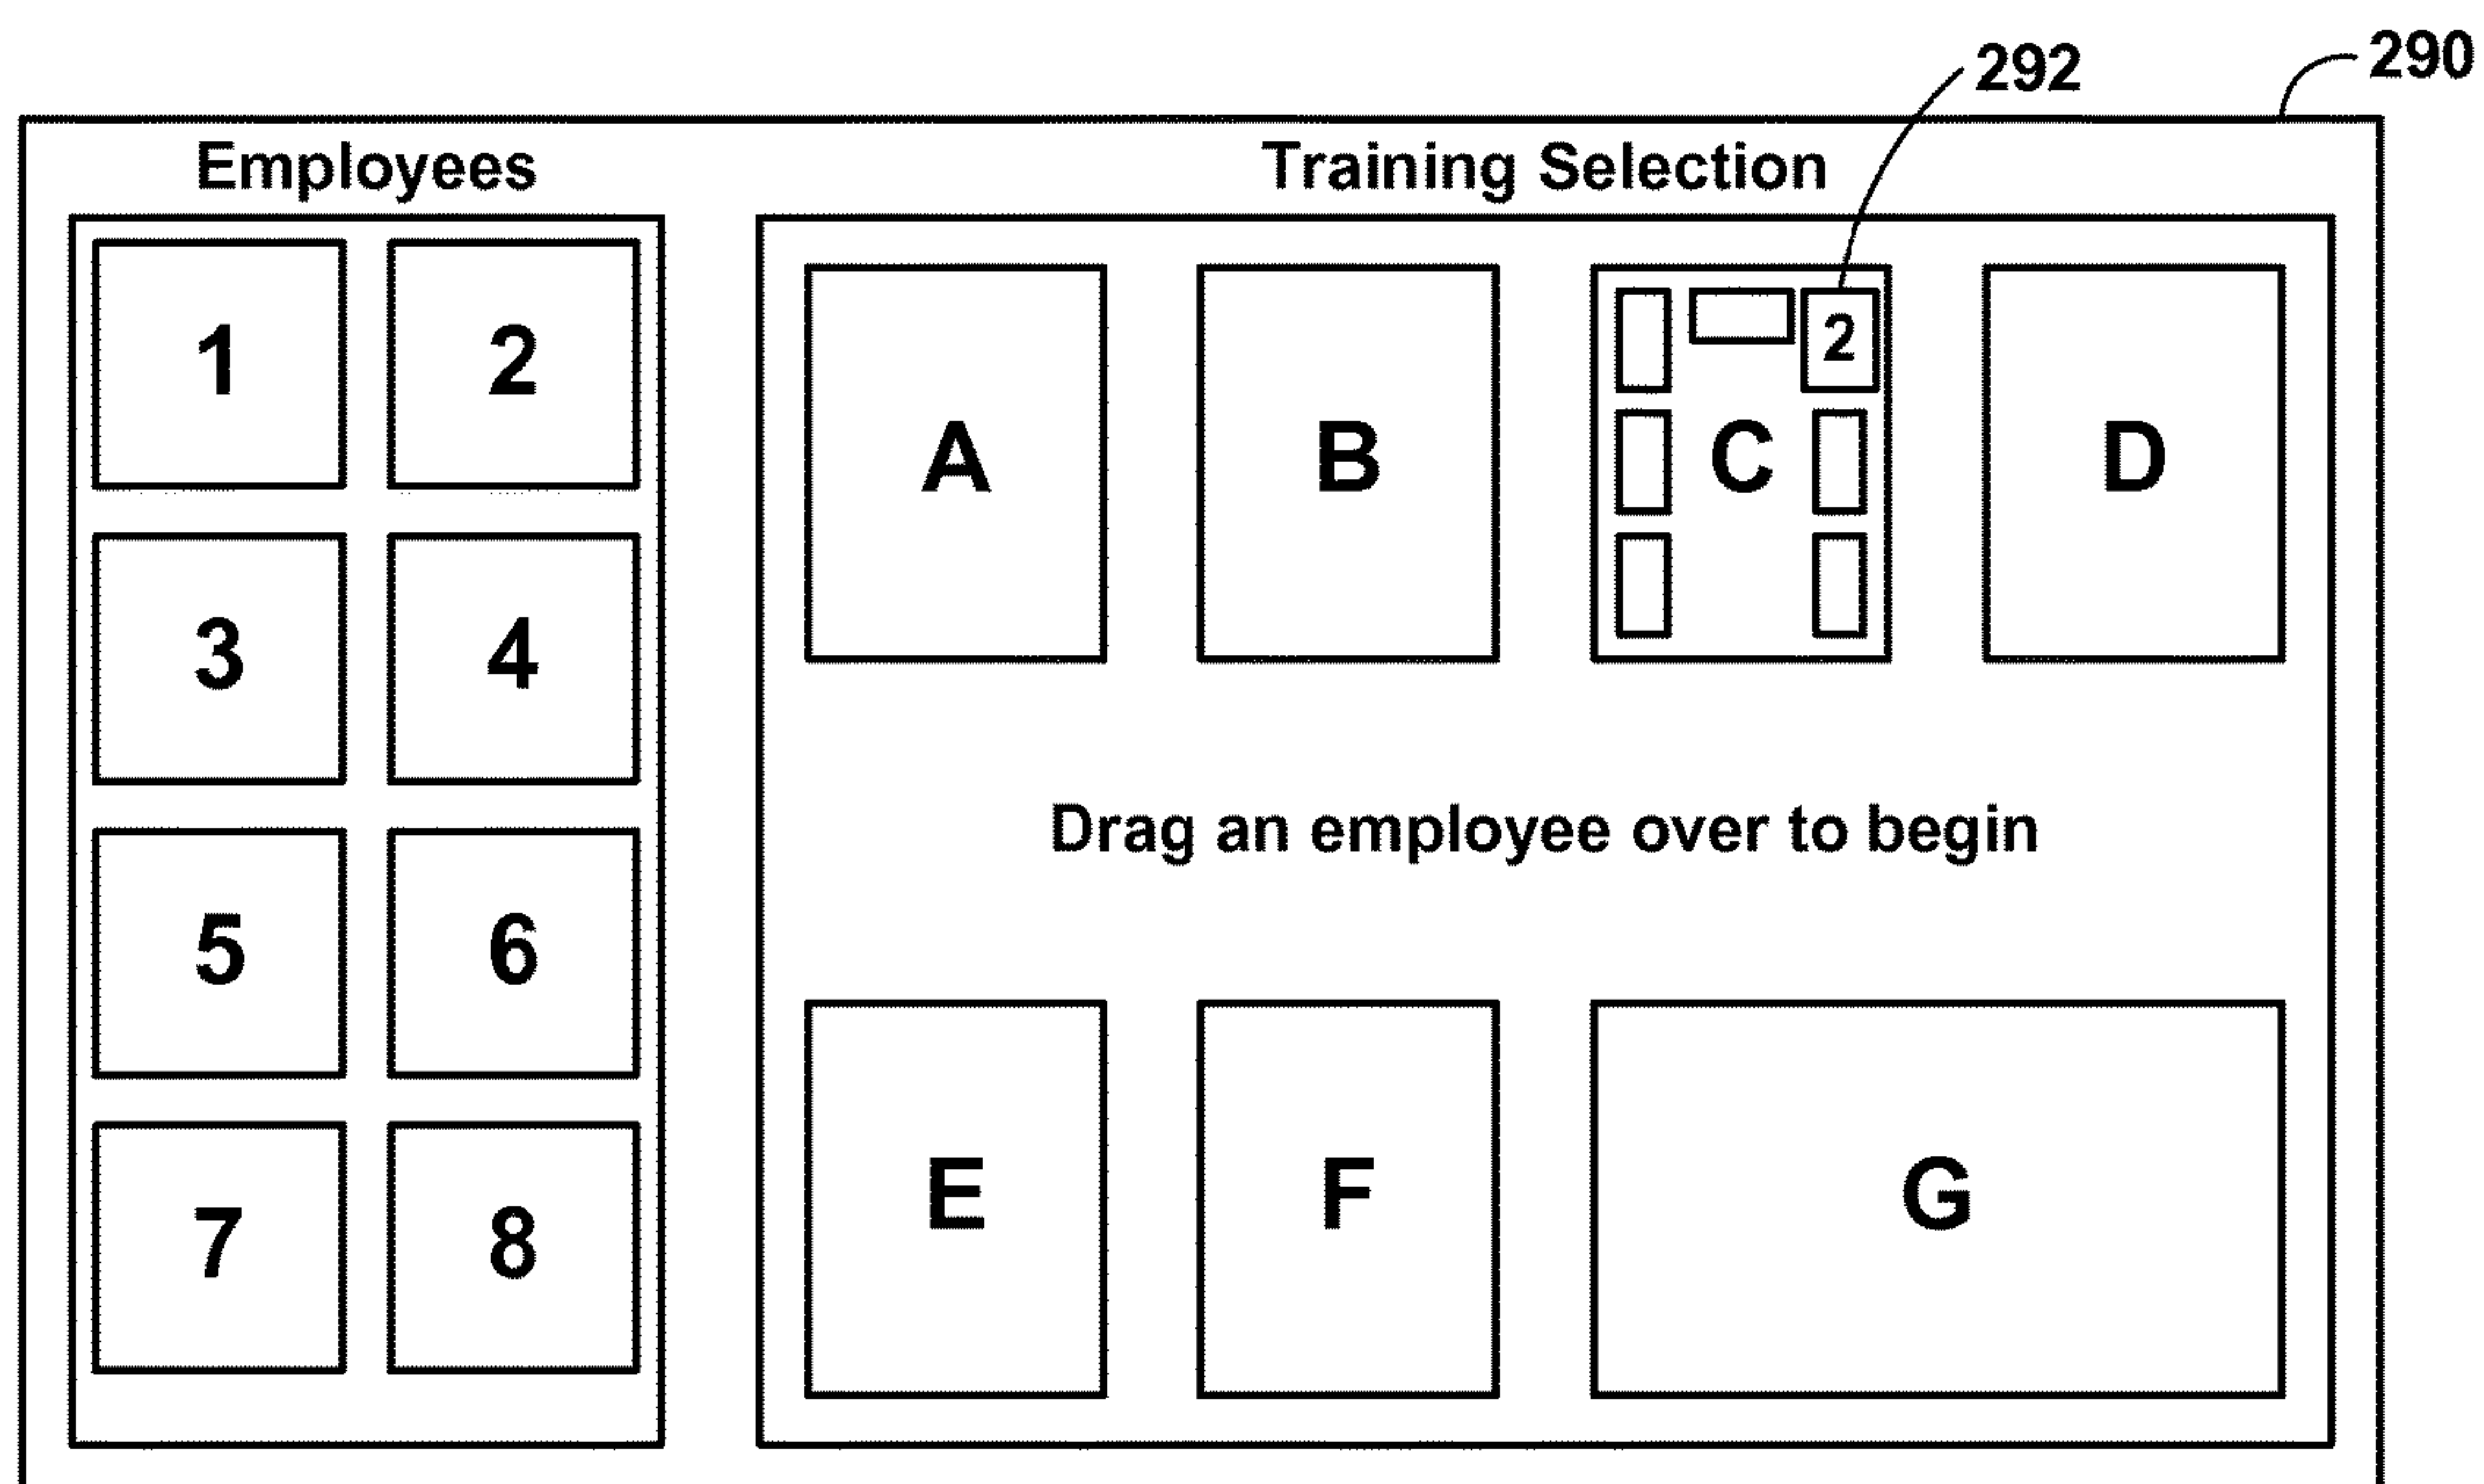 292
290
Employees
Training Selection
1 2
3 4
5 6
7 8
A B C D
2
Drag an employee over to begin
E F G